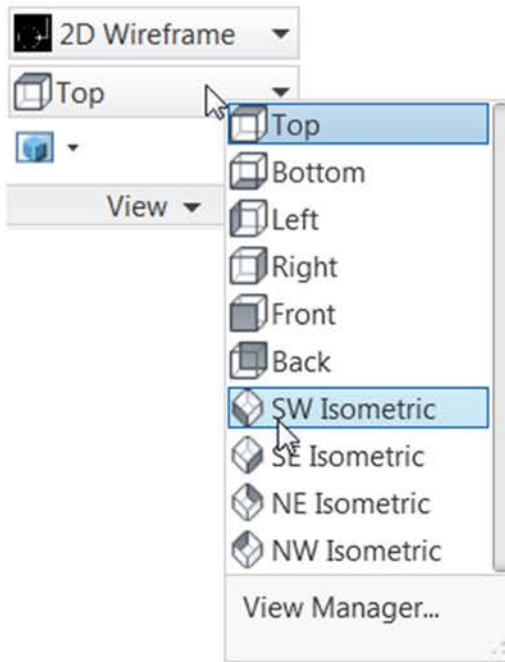 2D Wireframe
Top
View
Top
Bottom
Left
Right
Front
Back
SW Isometric
SE Isometric
NE Isometric
NW Isometric
View Manager...